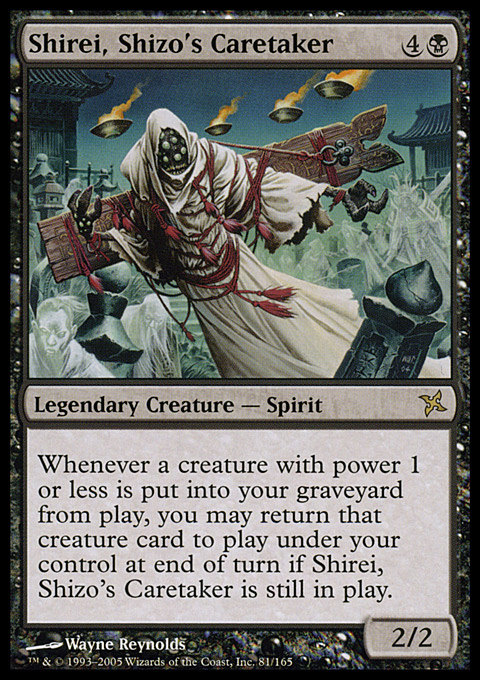 Shirei, Shizo's Caretaker 4
Legendary Creature — Spirit
Whenever a creature with power 1
or less is put into your graveyard
from play, you may return that
creature card to play under your
control at end of turn if Shirei,
Shizo's Caretaker is still in play.
Wayne Reynolds
2/2
™ & © 1993–2005 Wizards of the Coast, Inc. 81/165